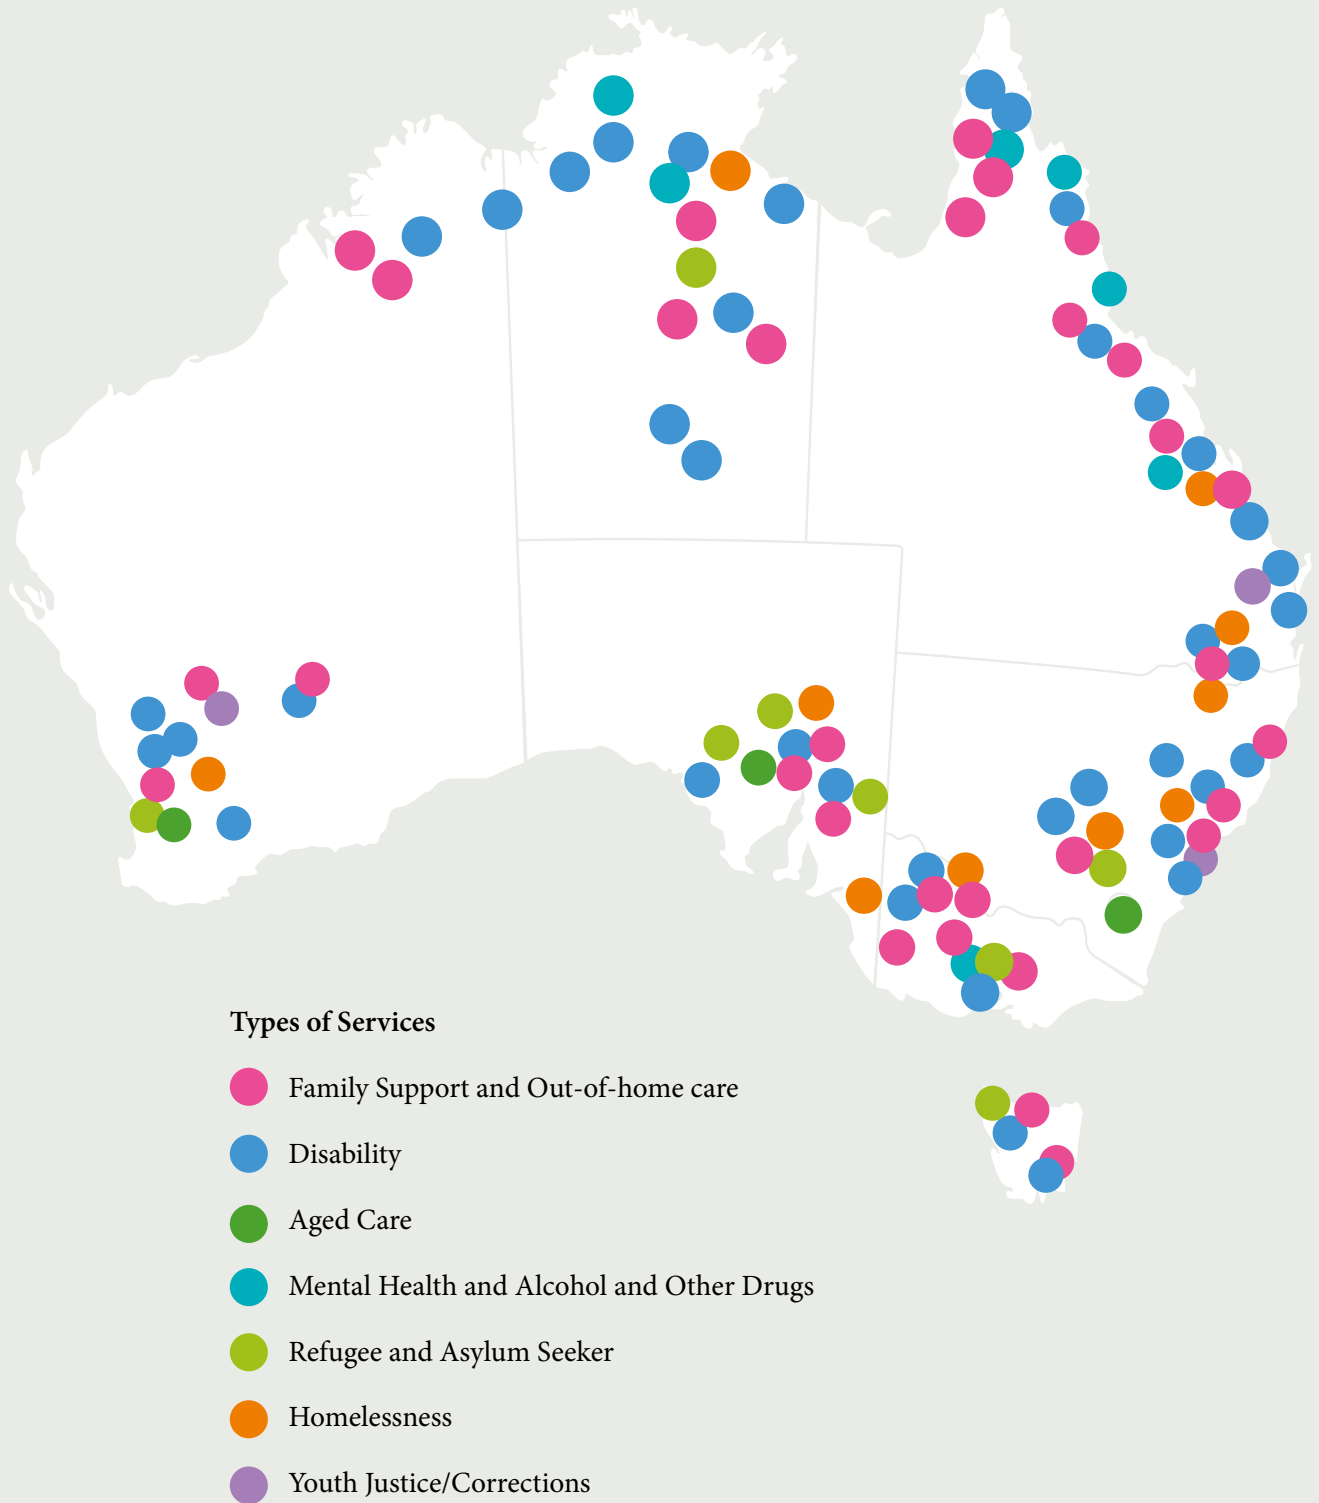 Types of Services
Family Support and Out-of-home care
Disability
Aged Care
Mental Health and Alcohol and Other Drugs
Refugee and Asylum Seeker
Homelessness
Youth Justice/Corrections